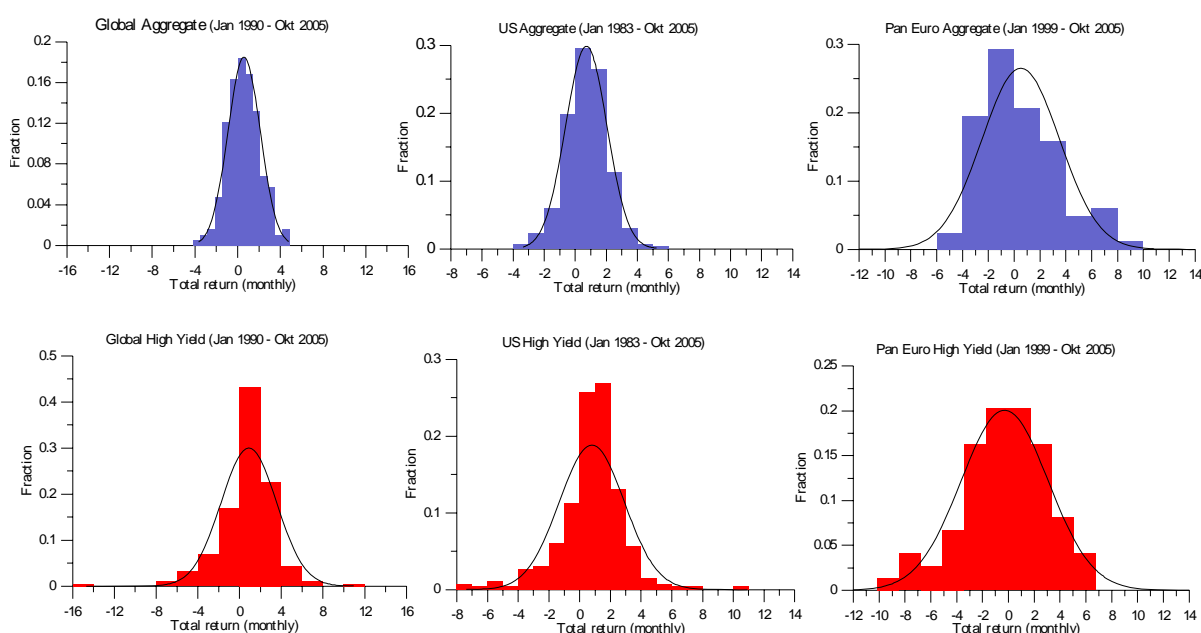 Global Aggregate (Jan 1990 - Okt 2005)
0.2
0.16
0.12
0.08
0.04
0
Fraction
-16 -12 -8 -4 0 4 8 12 16
Total return (monthly)
US Aggregate (Jan 1983 - Okt 2005)
0.3
0.2
0.1
0
Fraction
-8 -6 -4 -2 0 2 4 6 8 10 12 14
Total return (monthly)
Pan Euro Aggregate (Jan 1999 - Okt 2005)
0.3
0.2
0.1
0
Fraction
-12 -10 -8 -6 -4 -2 0 2 4 6 8 10 12 14
Total return (monthly)
Global High Yield (Jan 1990 - Okt 2005)
0.5
0.4
0.3
0.2
0.1
0
Fraction
-16 -12 -8 -4 0 4 8 12 16
Total return (monthly)
US High Yield (Jan 1983 - Okt 2005)
0.3
0.2
0.1
0
Fraction
-8 -6 -4 -2 0 2 4 6 8 10 12 14
Total return (monthly)
Pan Euro High Yield (Jan 1999 - Okt 2005)
0.25
0.2
0.15
0.1
0.05
0
Fraction
-12 -10 -8 -6 -4 -2 0 2 4 6 8 10 12 14
Total return (monthly)